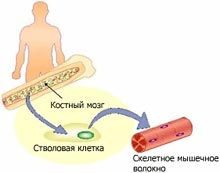 Костный мозг
Стволовая клетка
Скелетное мышечное
волокно